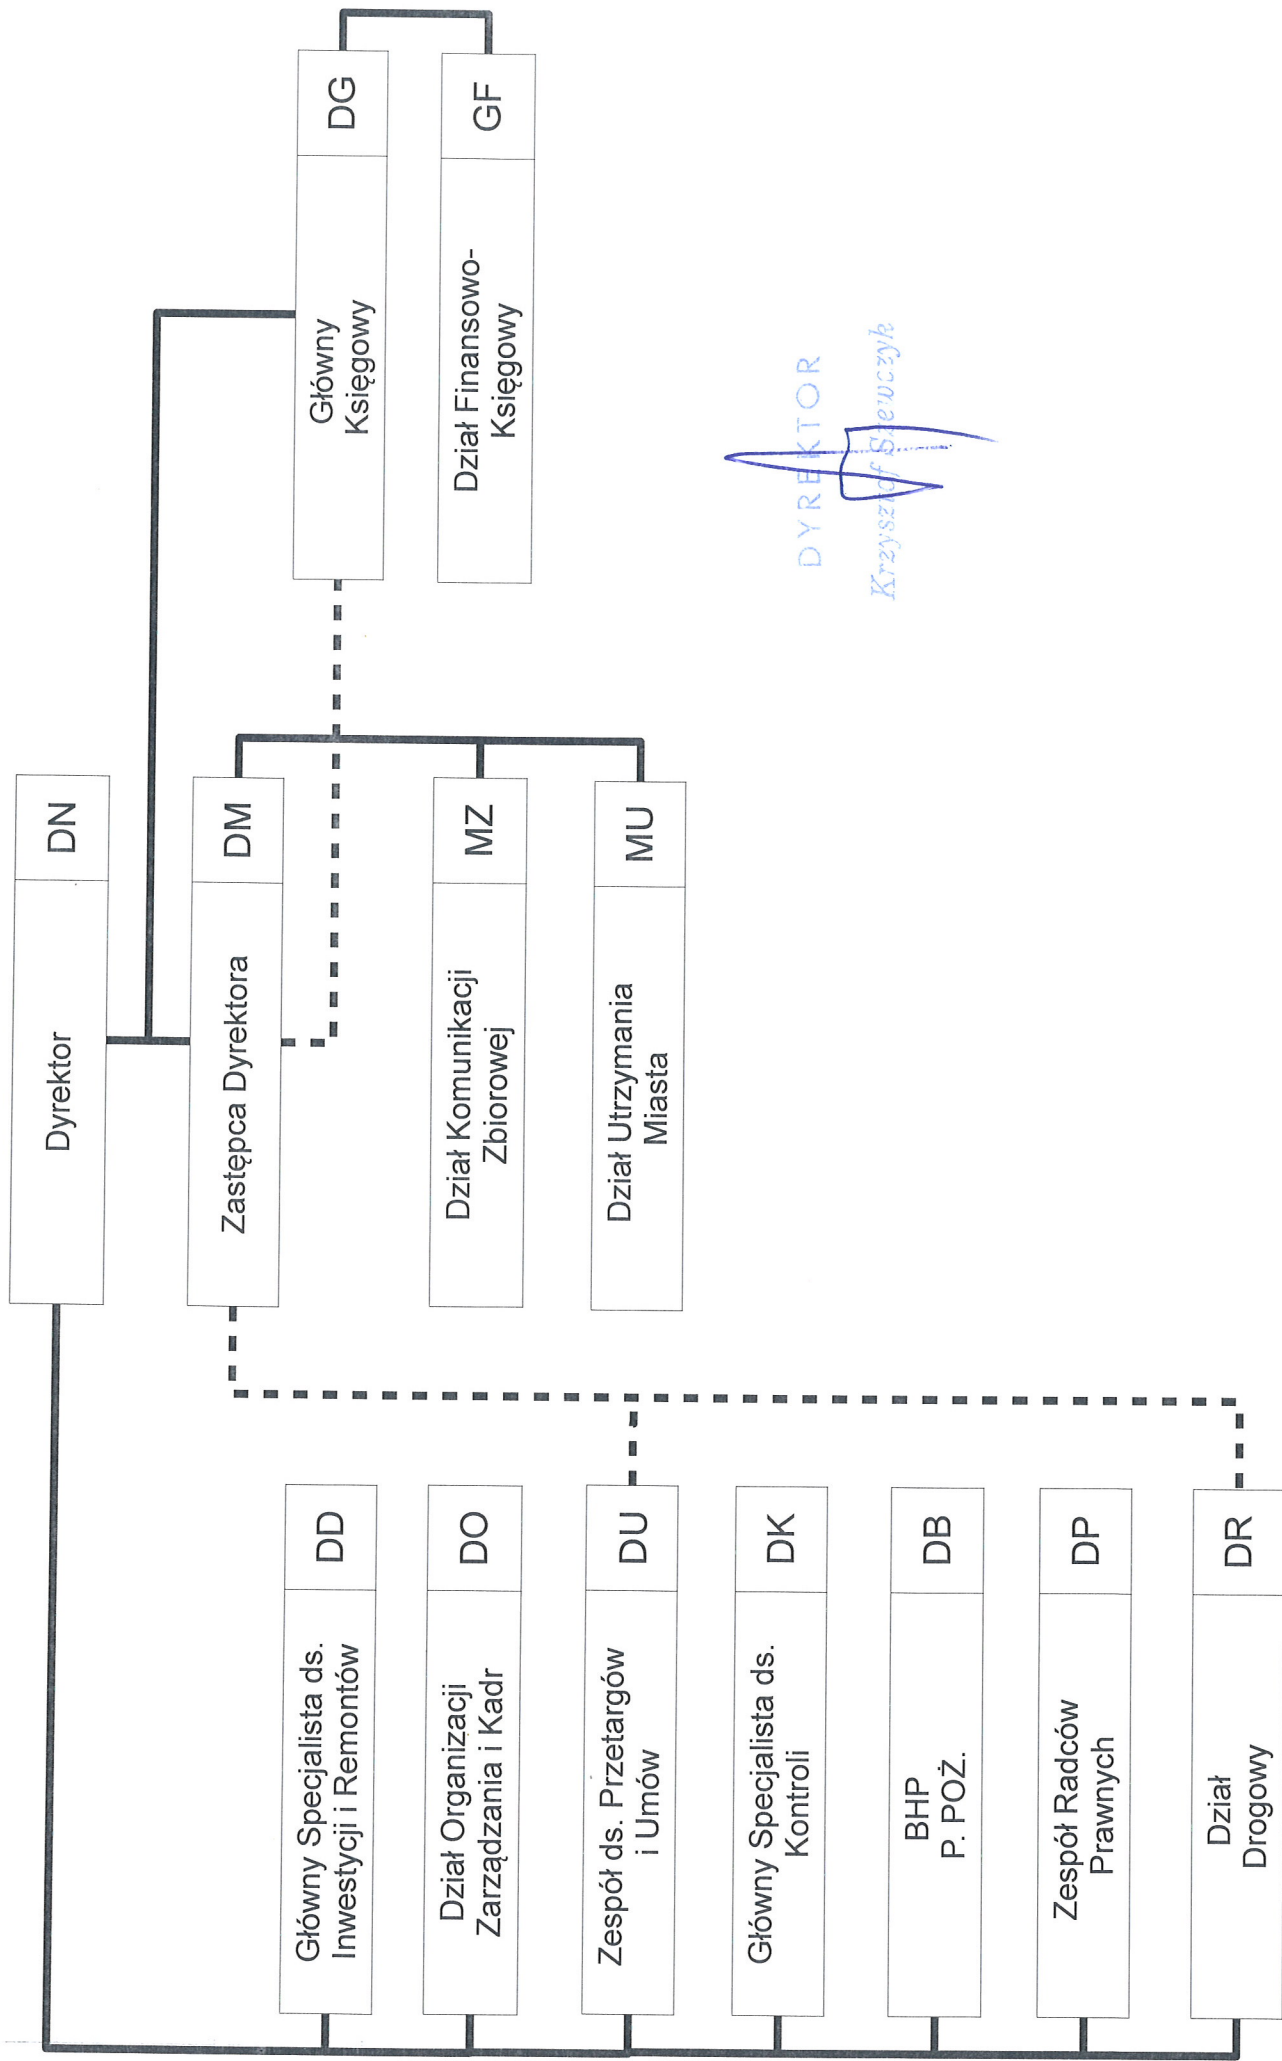 Dyrektor
DN
Zastępca Dyrektora
DM
Dział Komunikacji
Zbiorowej
MZ
Dział Utrzymania
Miasta
MU
Główny
Księgowy
DG
Dział Finansowo-
Księgowy
GF
Główny Specjalista ds.
Inwestycji i Remontów
DD
Dział Organizacji
Zarządzania i Kadr
DO
Zespół ds. Przetargów
i Umów
DU
Główny Specjalista ds.
Kontroli
DK
BHP
P. POŻ.
DB
Zespół Radców
Prawnych
DP
Dział
Drogowy
DR
DYREKTOR
Krzysztof Szewczyk